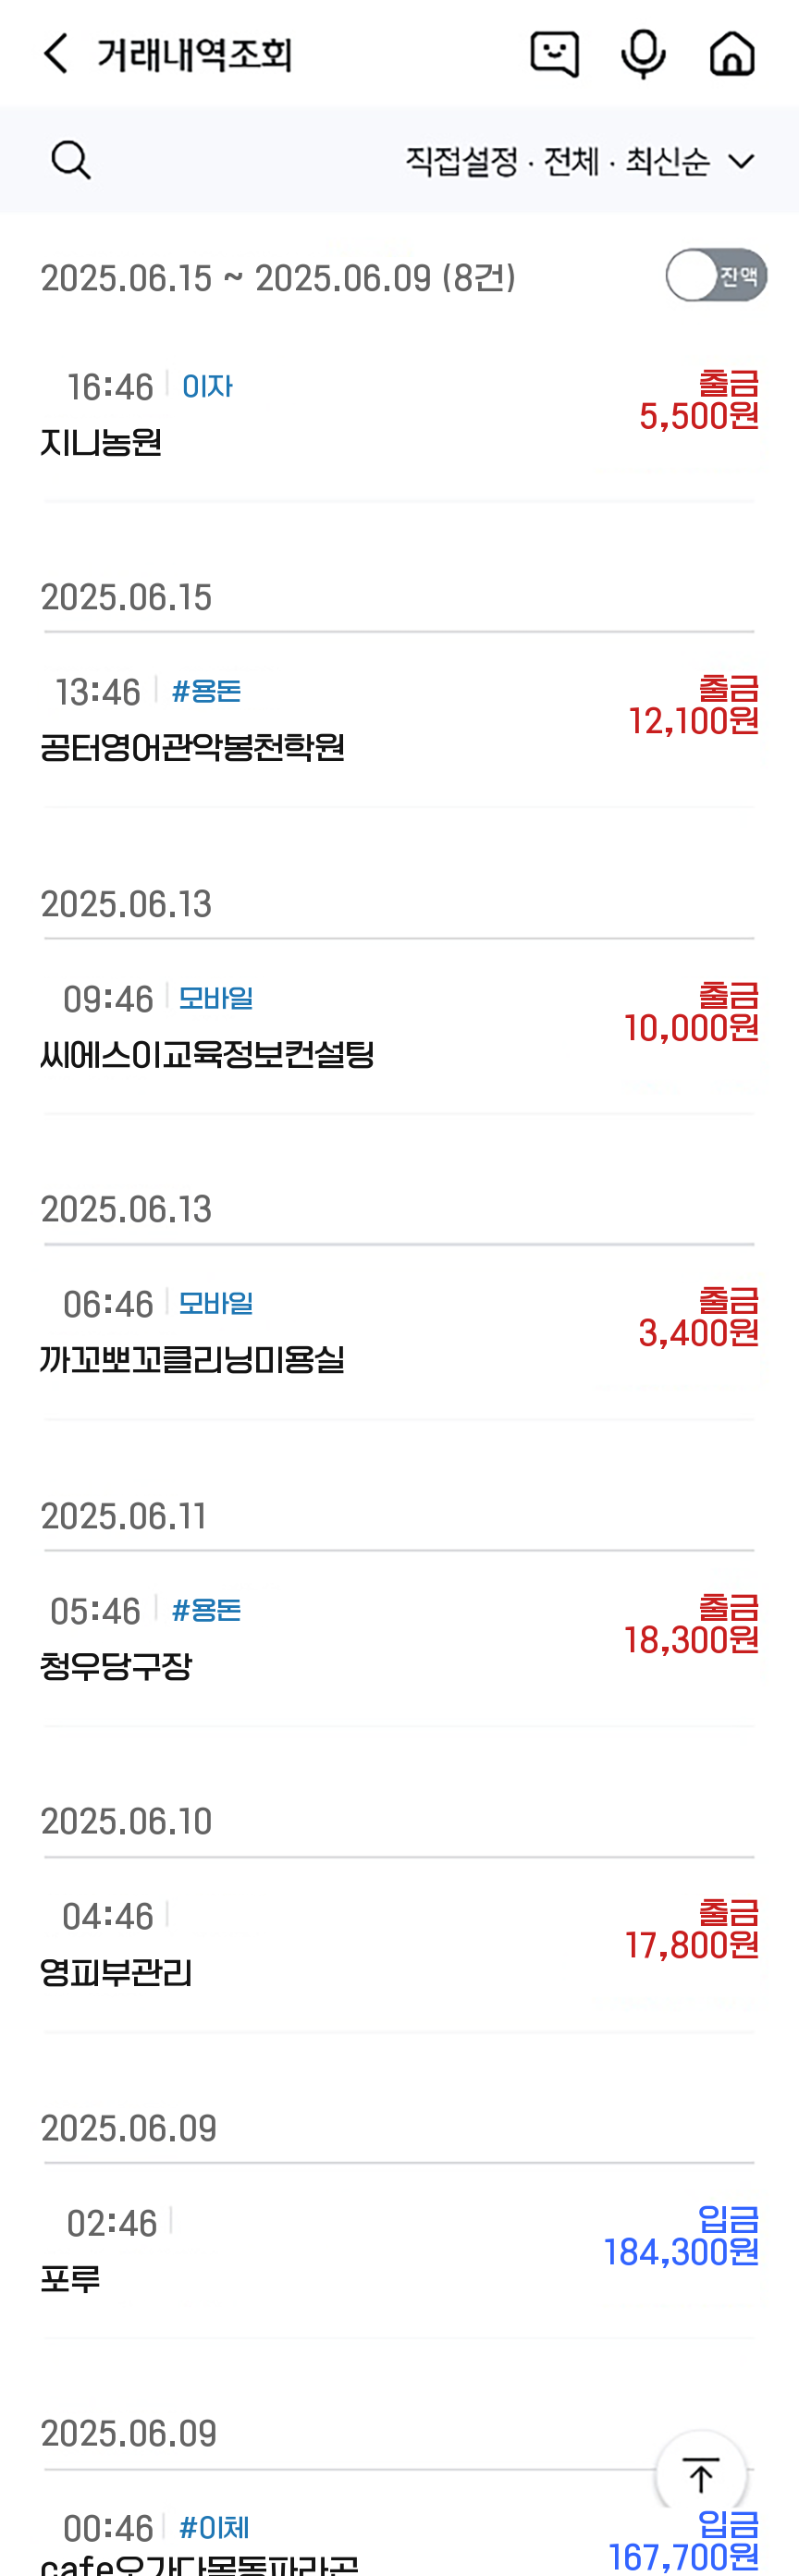 거래내역조회
직접설정 · 전체 · 최신순
2025.06.15 ~ 2025.06.09 (8건)
잔액
16:46 이자
출금
5,500원
지니농원
2025.06.15
13:46 #용돈
출금
12,100원
공터영어관악봉천학원
2025.06.13
09:46 모바일
출금
10,000원
씨에스이교육정보컨설팅
2025.06.13
06:46 모바일
출금
3,400원
까꼬뽀꼬클리닝미용실
2025.06.11
05:46 #용돈
출금
18,300원
청우당구장
2025.06.10
04:46
출금
17,800원
영피부관리
2025.06.09
02:46
입금
184,300원
포루
2025.06.09
00:46 #이체
입금
167,700원